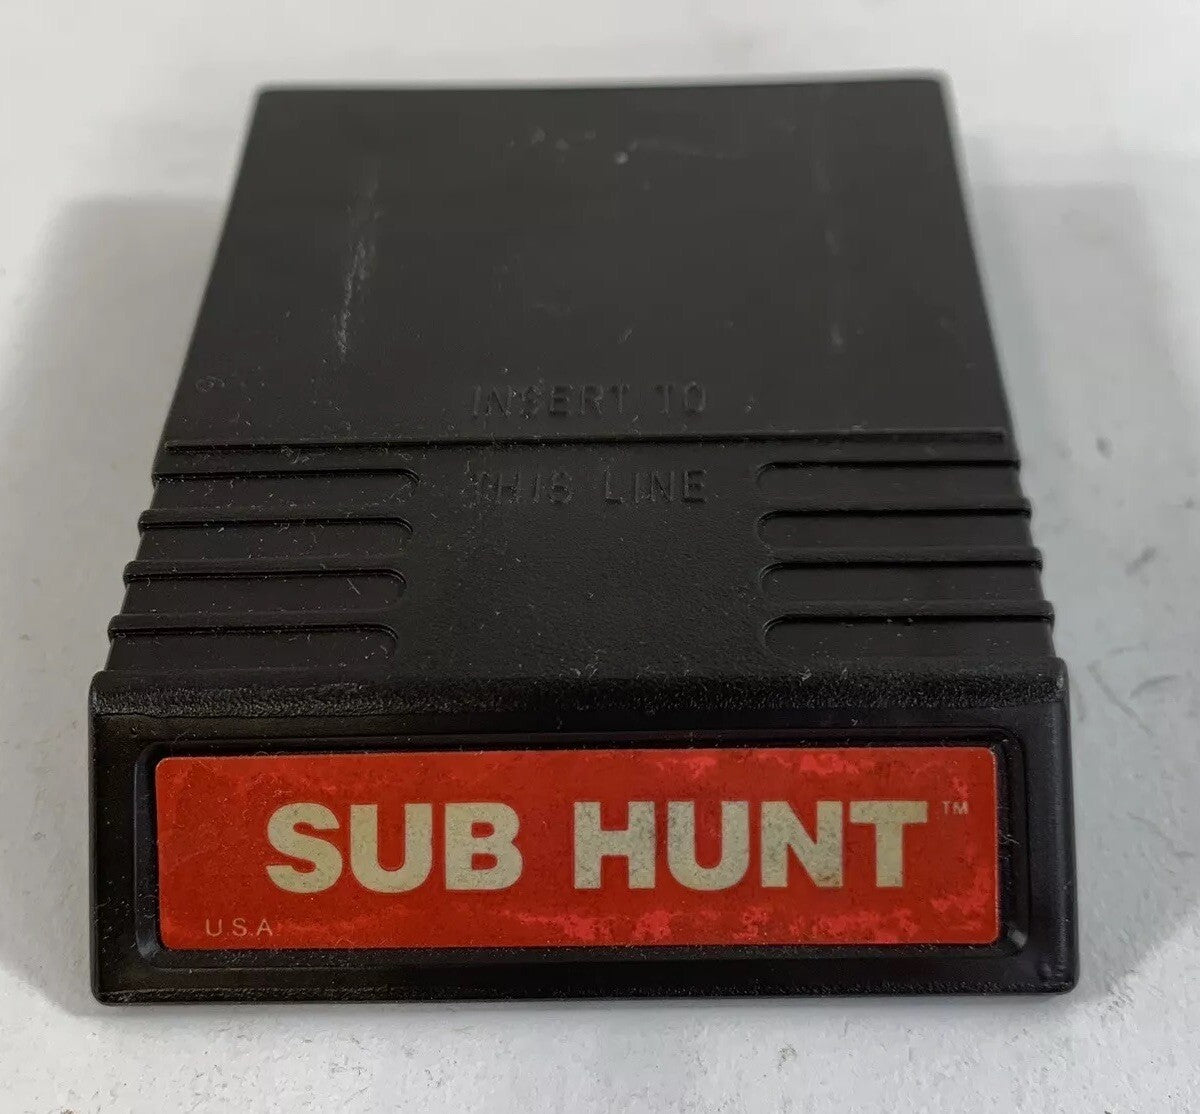 INSERT TO
THIS LINE
SUB HUNT™
U.S.A